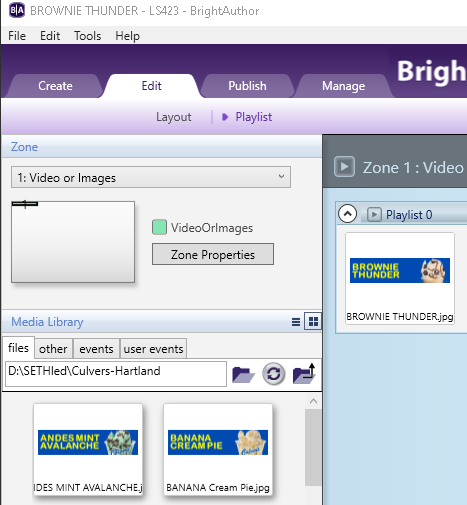 BA BROWNIE THUNDER - LS423 - BrightAuthor
File Edit Tools Help
Create Edit Publish Manage Brigh
Layout Playlist
Zone
1: Video or Images
1
VideoOrImages
Zone Properties
Zone 1 : Video
Playlist 0
BROWNIE
THUNDER
BROWNIE THUNDER.jpg
Media Library
files other events user events
D:\SETHled\Culvers-Hartland
ANDES MINT
AVALANCHE
BANANA
CREAM PIE
IDES MINT AVALANCHE.j
BANANA Cream Pie.jpg